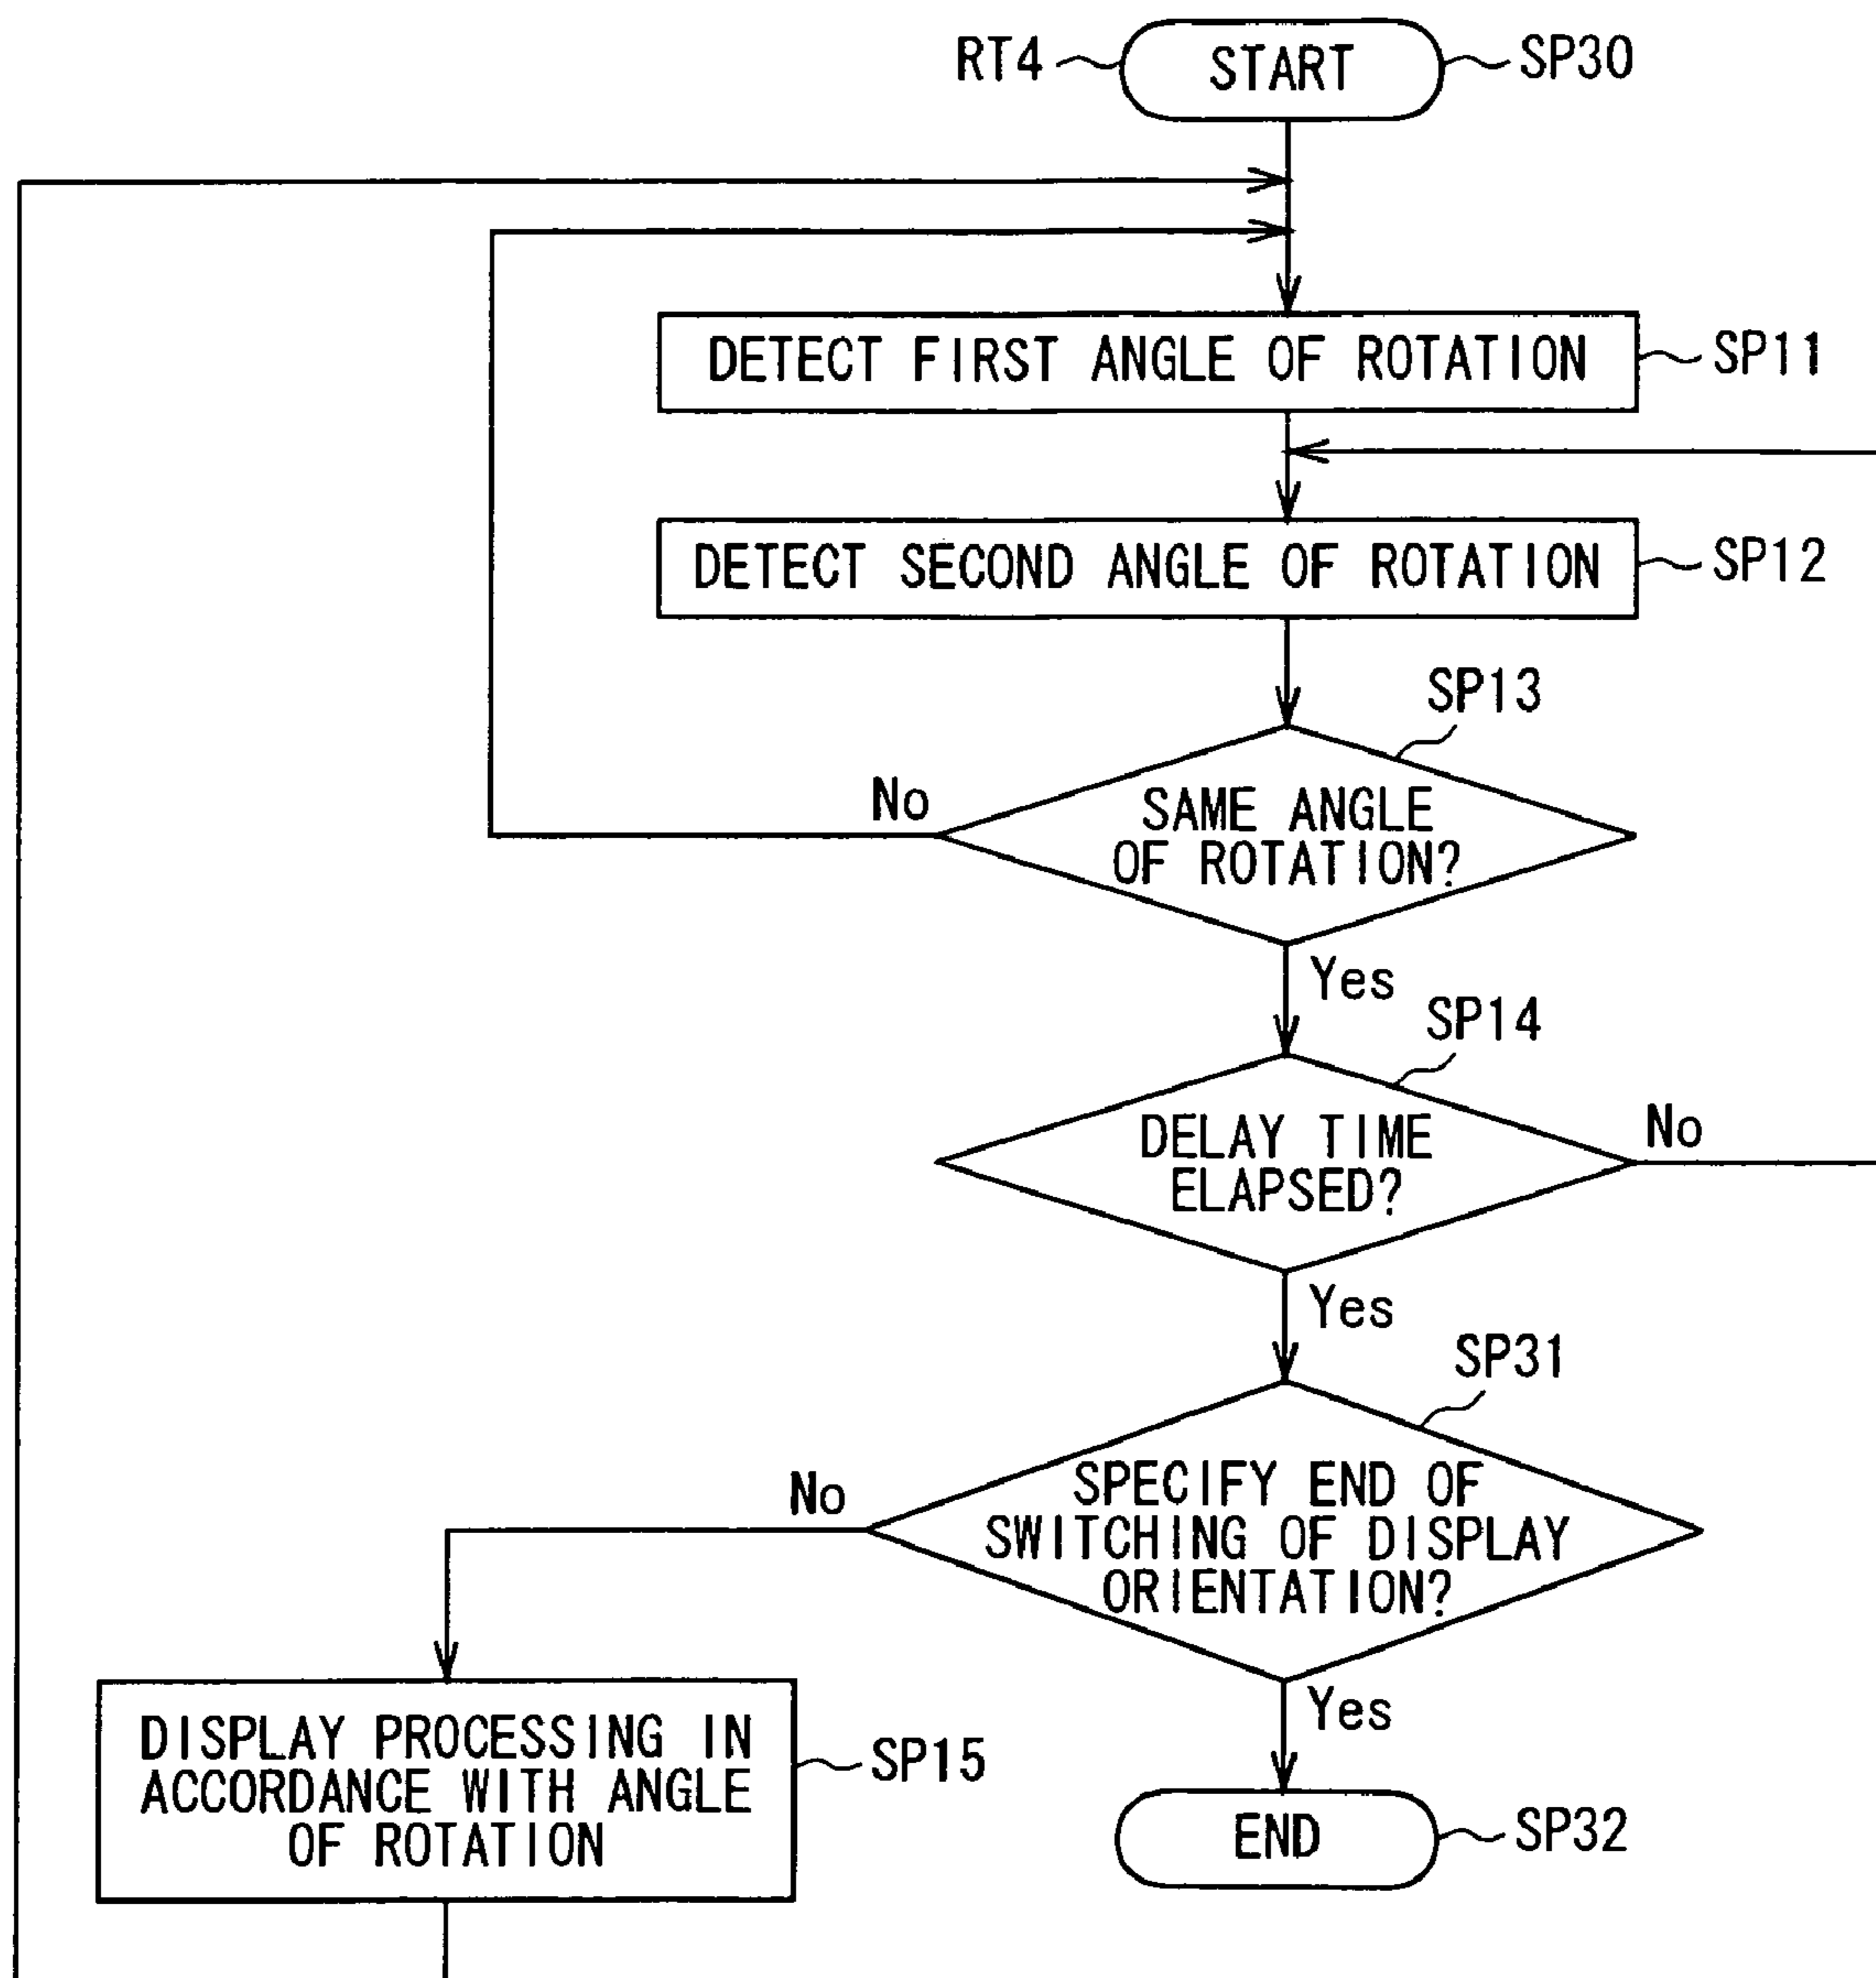 RT4
START
SP30
DETECT FIRST ANGLE OF ROTATION
SP11
DETECT SECOND ANGLE OF ROTATION
SP12
SP13
No
SAME ANGLE
OF ROTATION?
Yes
SP14
DELAY TIME
ELAPSED?
No
Yes
SP31
No
SPECIFY END OF
SWITCHING OF DISPLAY
ORIENTATION?
Yes
DISPLAY PROCESSING IN
ACCORDANCE WITH ANGLE
OF ROTATION
SP15
END
SP32